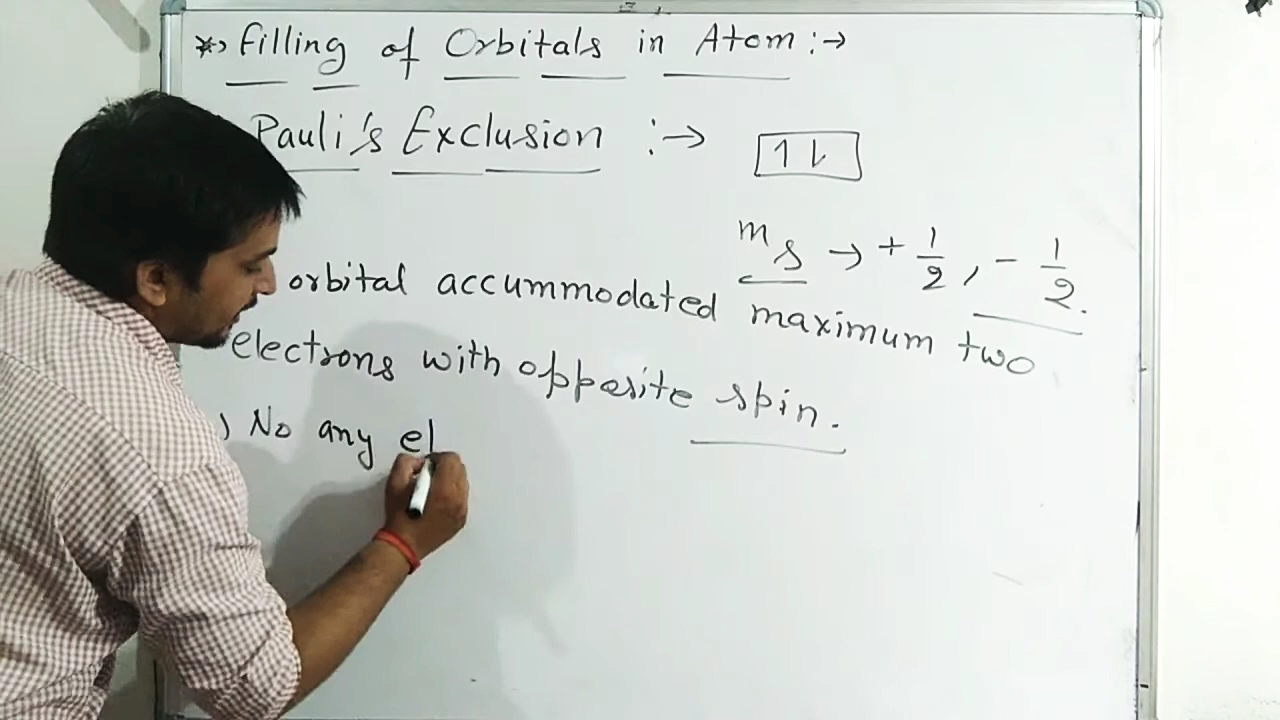 *→ Filling of Orbitals in Atom :→
Pauli's Exclusion :→ 1⇂
ms → + 1/2 , - 1/2.
orbital accummodated maximum two
electrons with opposite spin.
) No any el